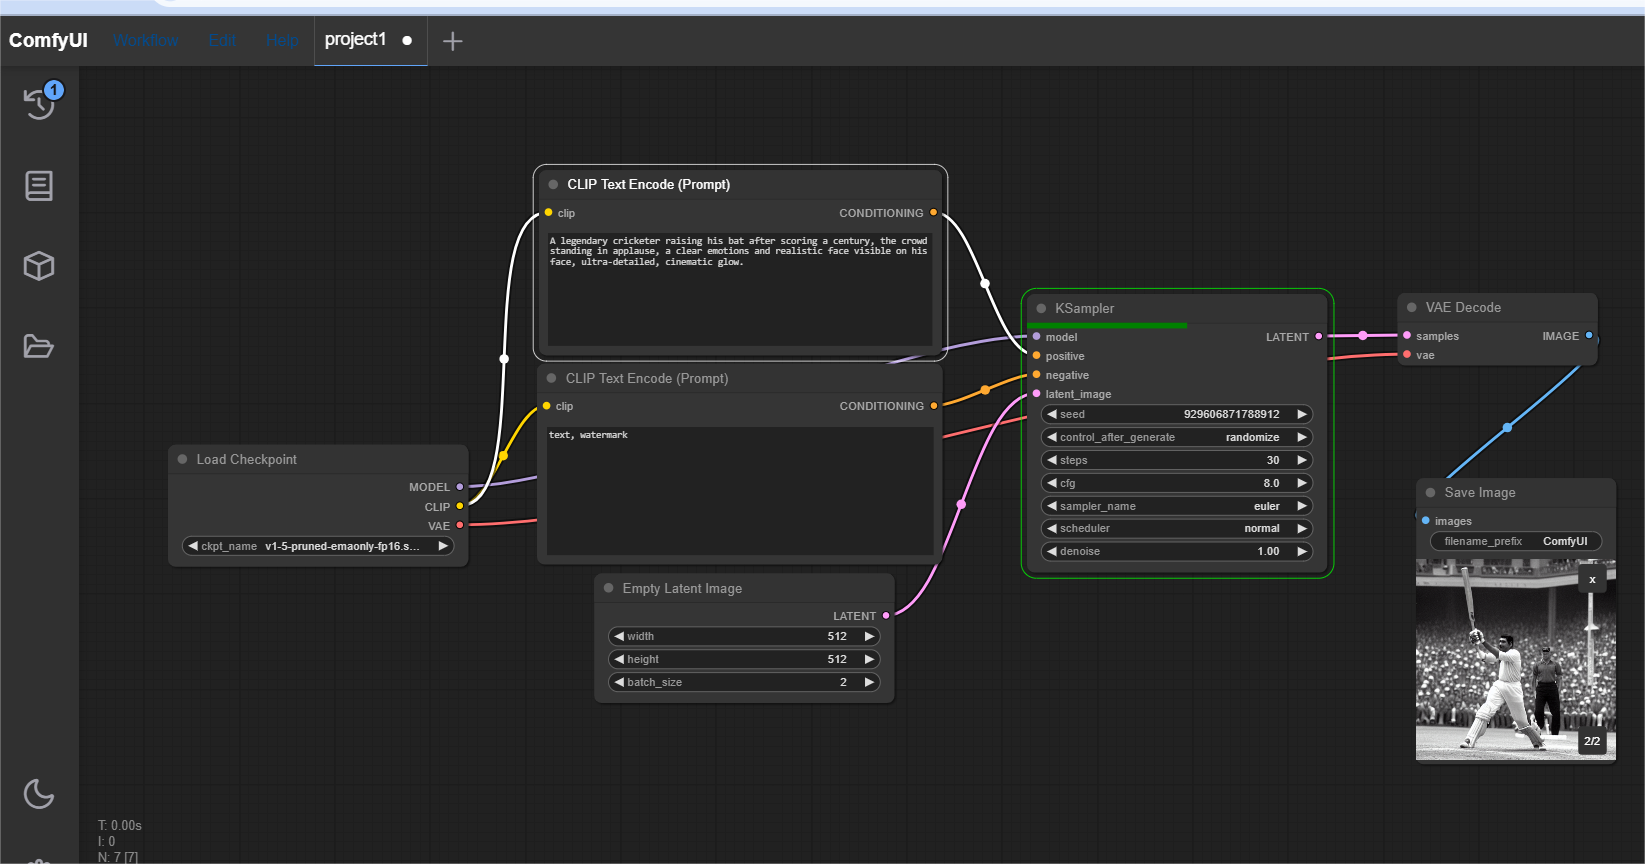 ComfyUI Workflow Edit Help project1
1
CLIP Text Encode (Prompt)
clip CONDITIONING
A legendary cricketer raising his bat after scoring a century, the crowd
standing in applause, a clear emotions and realistic face visible on his
face, ultra-detailed, cinematic glow.
CLIP Text Encode (Prompt)
clip CONDITIONING
text, watermark
Load Checkpoint
MODEL
CLIP
VAE
ckpt_name v1-5-pruned-emaonly-fp16.s...
Empty Latent Image
LATENT
width 512
height 512
batch_size 2
KSampler
model LATENT
positive
negative
latent_image
seed 929606871788912
control_after_generate randomize
steps 30
cfg 8.0
sampler_name euler
scheduler normal
denoise 1.00
VAE Decode
samples IMAGE
vae
Save Image
images
filename_prefix ComfyUI
x
2/2
T: 0.00s
I: 0
N: 7 [7]